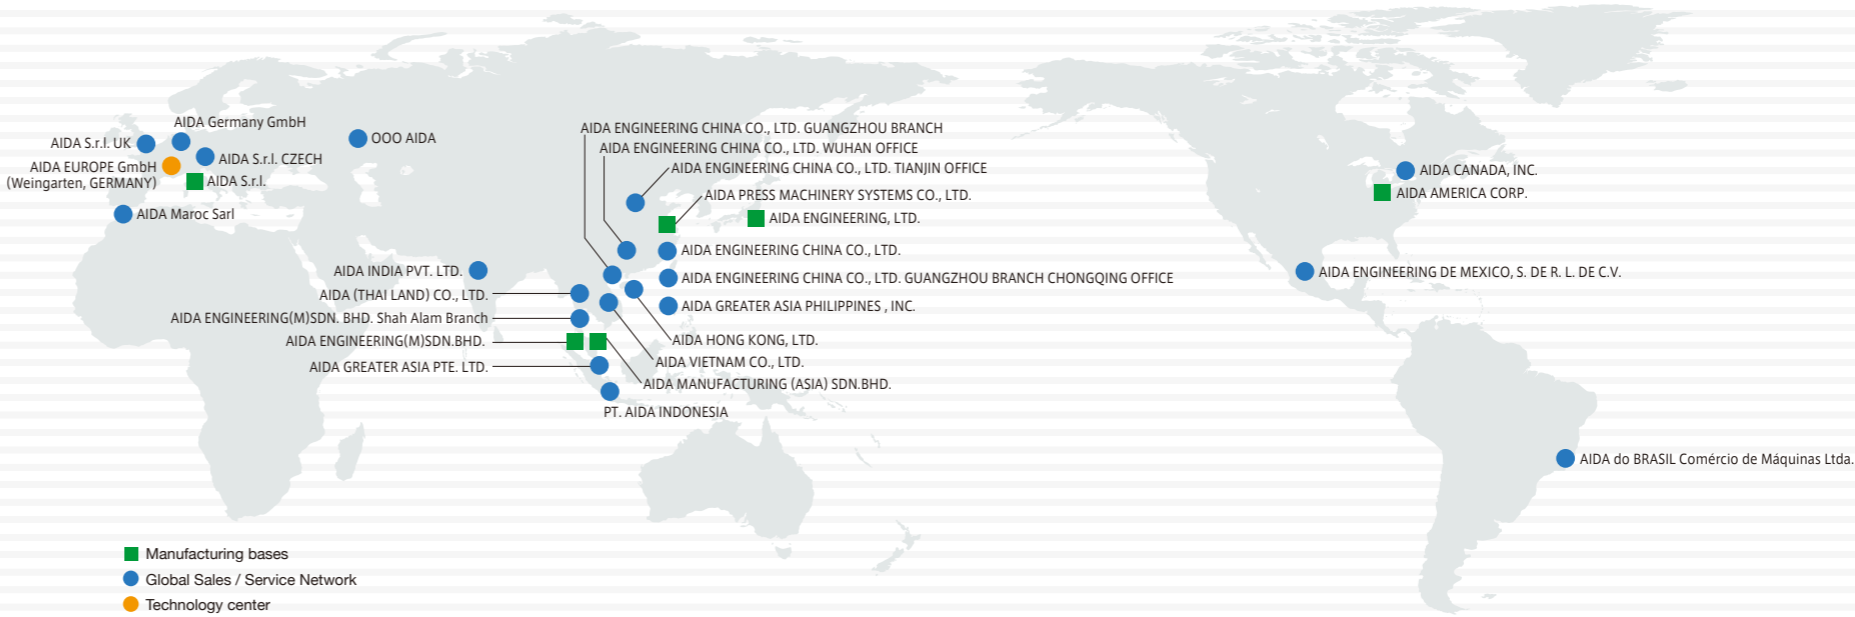 AIDA Germany GmbH
AIDA S.r.l. UK
AIDA EUROPE GmbH
(Weingarten, GERMANY)
AIDA S.r.l. CZECH
AIDA S.r.l.
AIDA Maroc Sarl
OOO AIDA
AIDA ENGINEERING CHINA CO., LTD. GUANGZHOU BRANCH
AIDA ENGINEERING CHINA CO., LTD. WUHAN OFFICE
AIDA ENGINEERING CHINA CO., LTD. TIANJIN OFFICE
AIDA PRESS MACHINERY SYSTEMS CO., LTD.
AIDA ENGINEERING, LTD.
AIDA ENGINEERING CHINA CO., LTD.
AIDA ENGINEERING CHINA CO., LTD. GUANGZHOU BRANCH CHONGQING OFFICE
AIDA GREATER ASIA PHILIPPINES , INC.
AIDA INDIA PVT. LTD.
AIDA (THAI LAND) CO., LTD.
AIDA ENGINEERING(M)SDN. BHD. Shah Alam Branch
AIDA ENGINEERING(M)SDN.BHD.
AIDA GREATER ASIA PTE. LTD.
AIDA HONG KONG, LTD.
AIDA VIETNAM CO., LTD.
AIDA MANUFACTURING (ASIA) SDN.BHD.
PT. AIDA INDONESIA
AIDA CANADA, INC.
AIDA AMERICA CORP.
AIDA ENGINEERING DE MEXICO, S. DE R. L. DE C.V.
AIDA do BRASIL Comércio de Máquinas Ltda.
Manufacturing bases
Global Sales / Service Network
Technology center